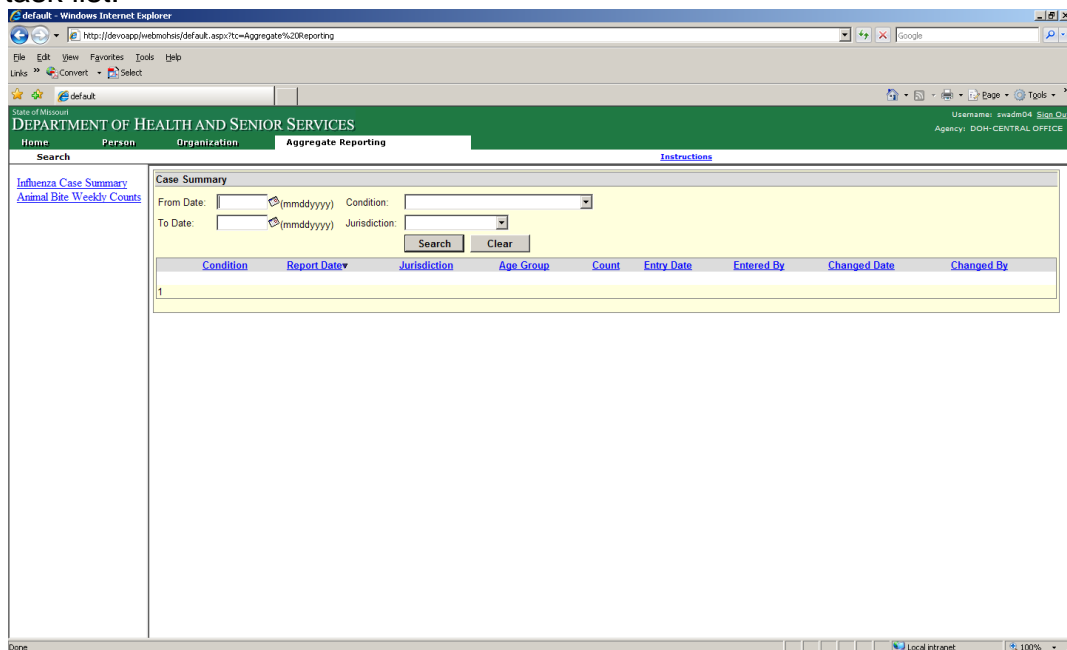 task list.
default - Windows Internet Explorer
http://devoapp/webmohsis/default.aspx?tc=Aggregate%20Reporting
Google
File Edit View Favorites Tools Help
Links » Convert Select
default
Page Tools »
State of Missouri
DEPARTMENT OF HEALTH AND SENIOR SERVICES
Username: swadm04 Sign Ou
Agency: DOH-CENTRAL OFFICE
Home Person Organization Aggregate Reporting
Search Instructions
Influenza Case Summary
Animal Bite Weekly Counts
Case Summary
From Date: (mmddyyyy) Condition:
To Date: (mmddyyyy) Jurisdiction:
Search Clear
Condition Report Date▼ Jurisdiction Age Group Count Entry Date Entered By Changed Date Changed By
1
Done Local intranet 100%